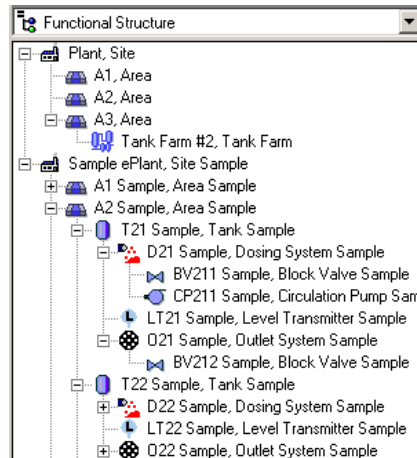 Functional Structure
Plant, Site
A1, Area
A2, Area
A3, Area
Tank Farm #2, Tank Farm
Sample ePlant, Site Sample
A1 Sample, Area Sample
A2 Sample, Area Sample
T21 Sample, Tank Sample
D21 Sample, Dosing System Sample
BV211 Sample, Block Valve Sample
CP211 Sample, Circulation Pump Sam
LT21 Sample, Level Transmitter Sample
O21 Sample, Outlet System Sample
BV212 Sample, Block Valve Sample
T22 Sample, Tank Sample
D22 Sample, Dosing System Sample
LT22 Sample, Level Transmitter Sample
O22 Sample, Outlet System Sample